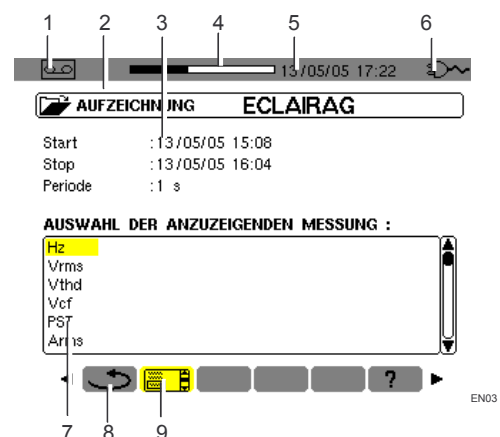 1 2 3 4 5 6
13/05/05 17:22
AUFZEICHNUNG ECLAIRAG
Start :13/05/05 15:08
Stop :13/05/05 16:04
Periode :1 s
AUSWAHL DER ANZUZEIGENDEN MESSUNG :
Hz
Vrms
Vthd
Vcf
PST
Arms
?
EN03
7 8 9